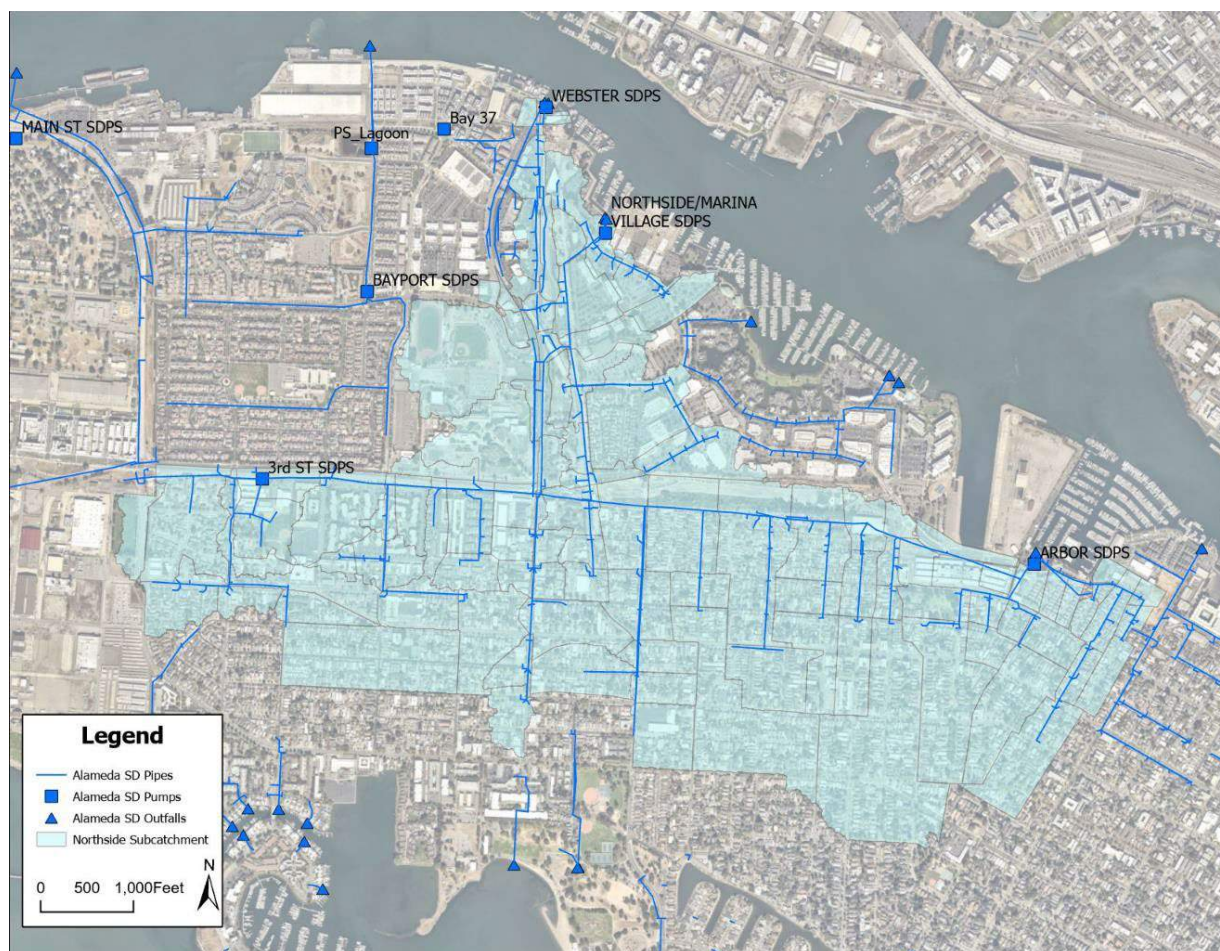 WEBSTER SDPS
Bay 37
MAIN ST SDPS
PS_Lagoon
NORTHSIDE/MARINA
VILLAGE SDPS
BAYPORT SDPS
3rd ST SDPS
ARBOR SDPS
Legend
Alameda SD Pipes
Alameda SD Pumps
Alameda SD Outfalls
Northside Subcatchment
N
0 500 1,000Feet